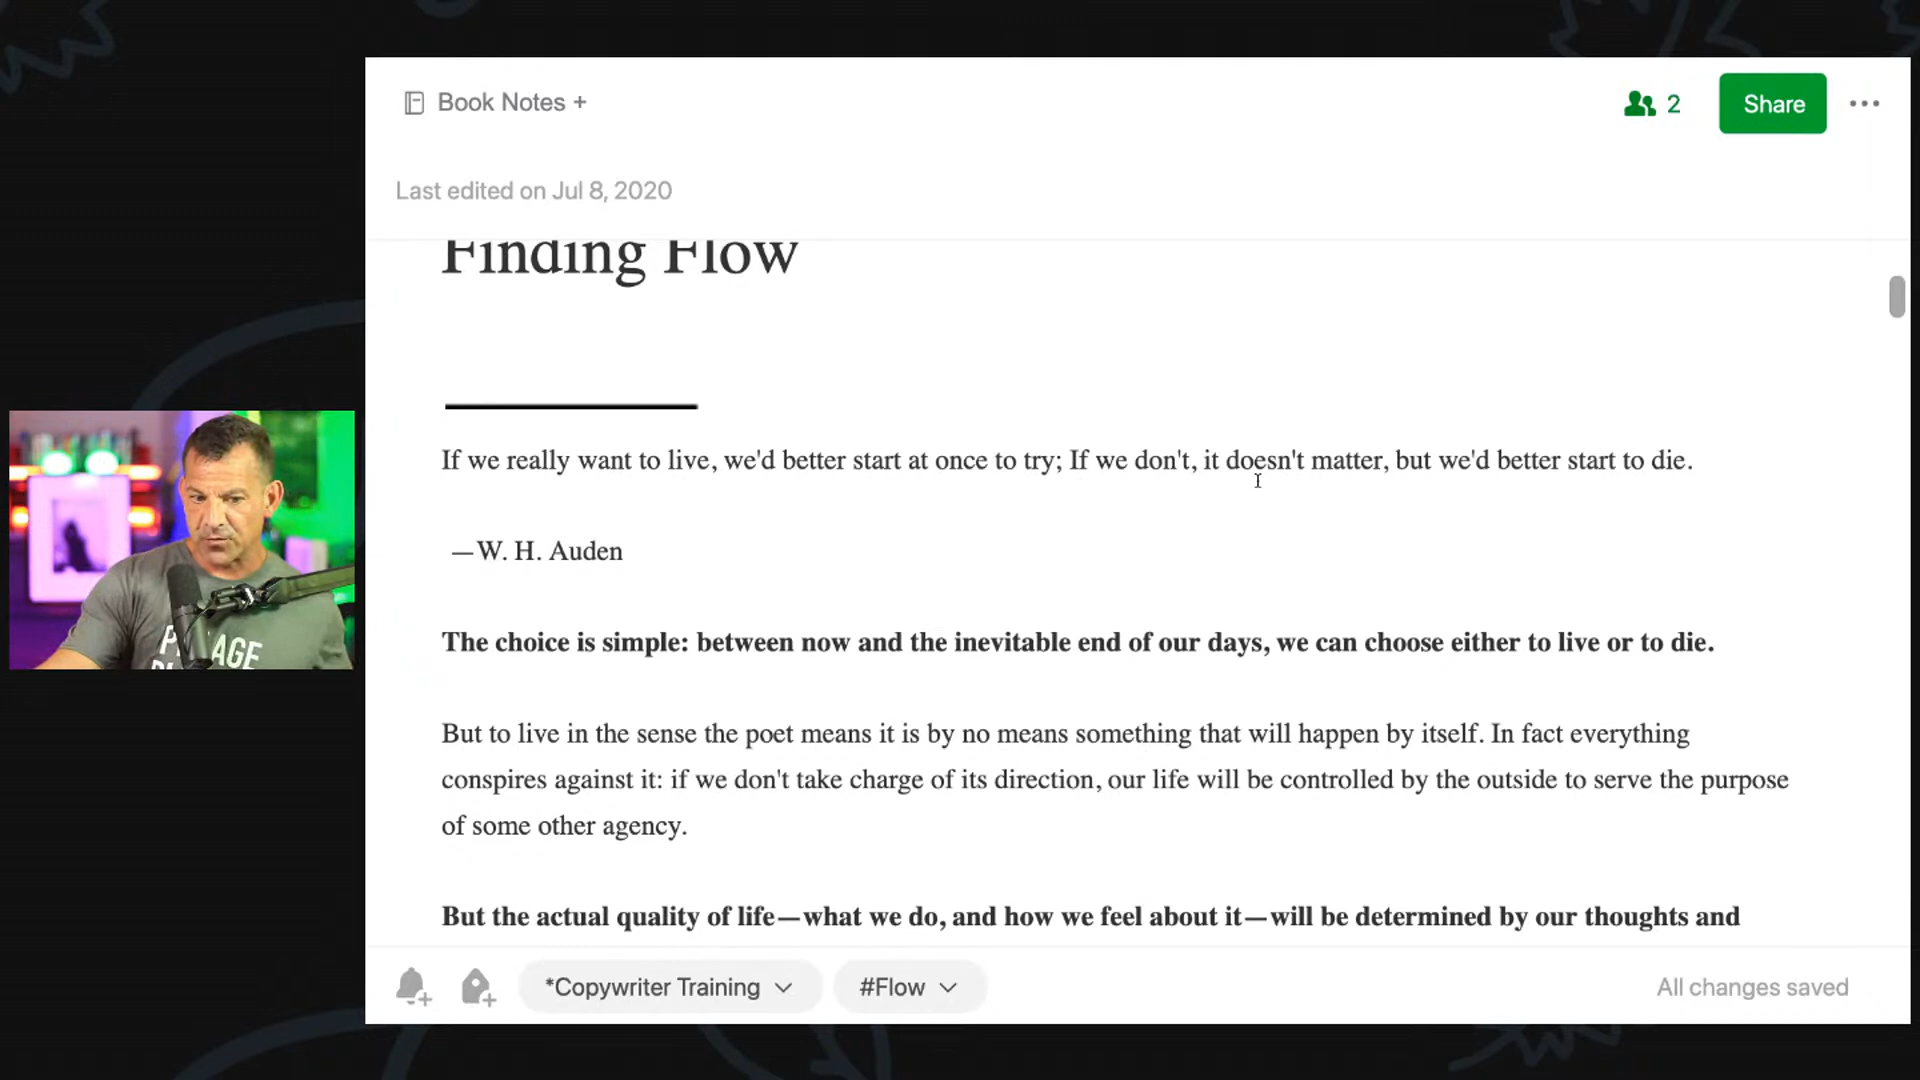 Book Notes +
2
Share
Last edited on Jul 8, 2020
Finding Flow
If we really want to live, we'd better start at once to try; If we don't, it doesn't matter, but we'd better start to die.
—W. H. Auden
The choice is simple: between now and the inevitable end of our days, we can choose either to live or to die.
But to live in the sense the poet means it is by no means something that will happen by itself. In fact everything
conspires against it: if we don't take charge of its direction, our life will be controlled by the outside to serve the purpose
of some other agency.
But the actual quality of life—what we do, and how we feel about it—will be determined by our thoughts and
*Copywriter Training
#Flow
All changes saved